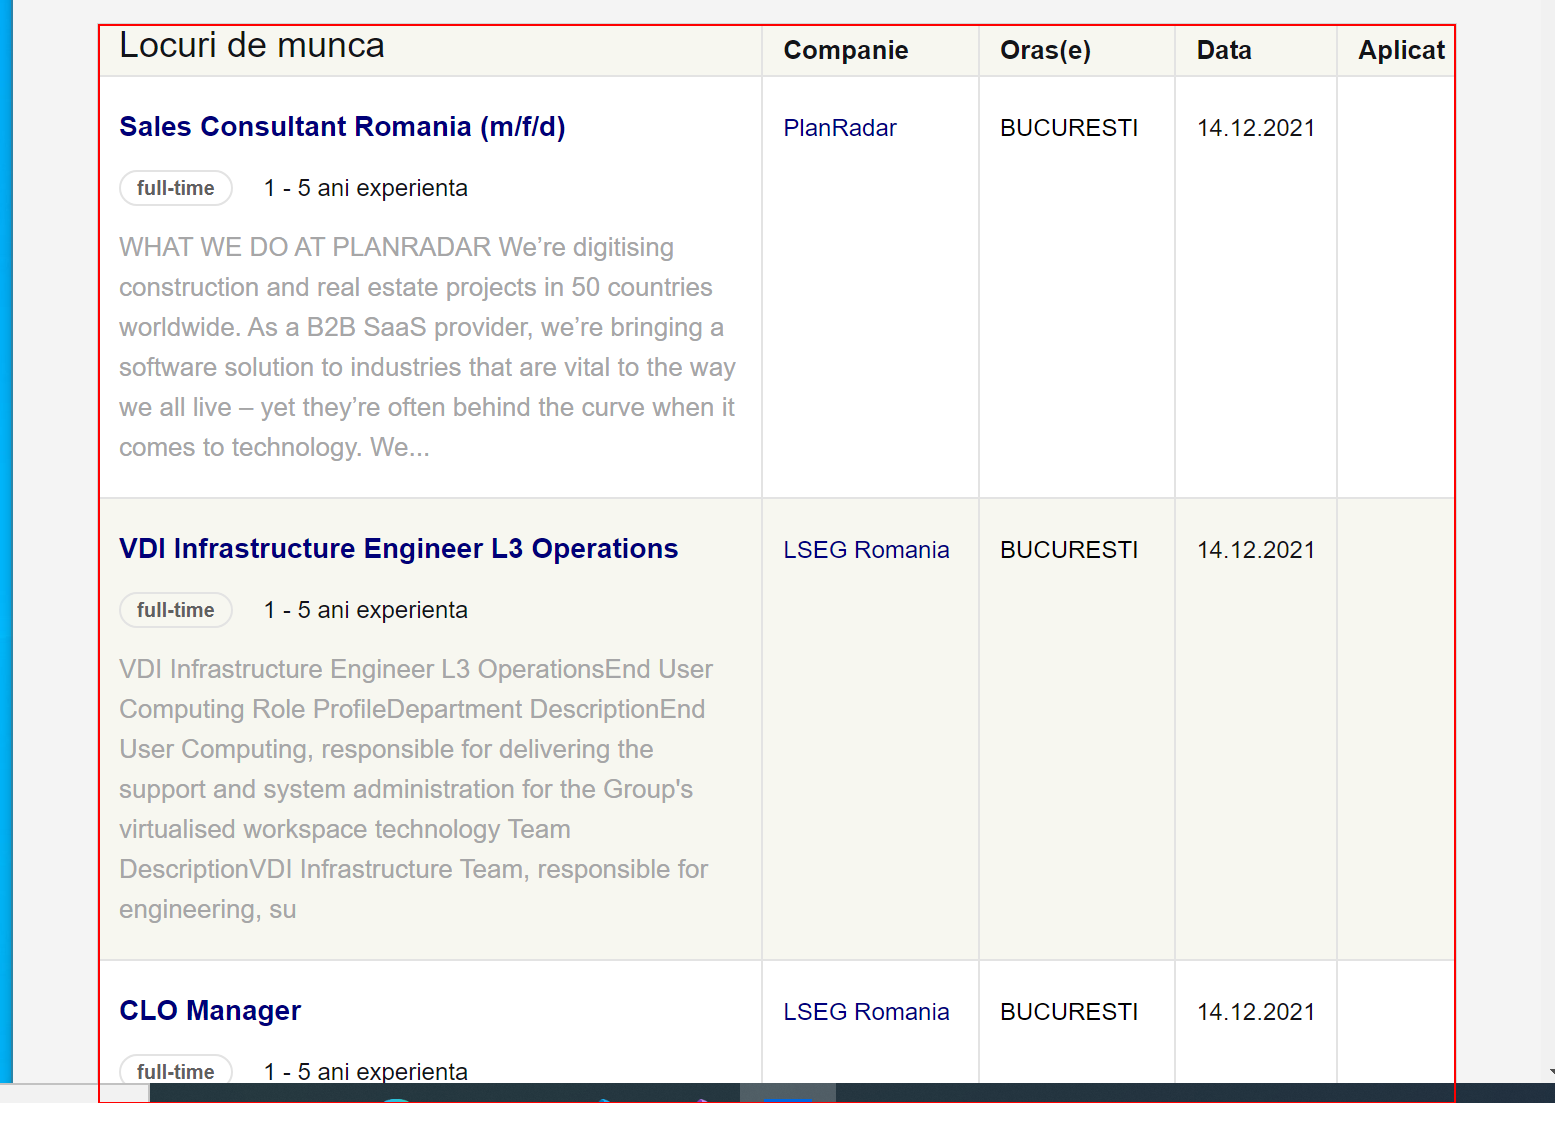 Locuri de munca Companie Oras(e) Data Aplicat
Sales Consultant Romania (m/f/d) PlanRadar BUCURESTI 14.12.2021
full-time 1 - 5 ani experienta
WHAT WE DO AT PLANRADAR We’re digitising
construction and real estate projects in 50 countries
worldwide. As a B2B SaaS provider, we’re bringing a
software solution to industries that are vital to the way
we all live – yet they’re often behind the curve when it
comes to technology. We...
VDI Infrastructure Engineer L3 Operations LSEG Romania BUCURESTI 14.12.2021
full-time 1 - 5 ani experienta
VDI Infrastructure Engineer L3 OperationsEnd User
Computing Role ProfileDepartment DescriptionEnd
User Computing, responsible for delivering the
support and system administration for the Group's
virtualised workspace technology Team
DescriptionVDI Infrastructure Team, responsible for
engineering, su
CLO Manager LSEG Romania BUCURESTI 14.12.2021
full-time 1 - 5 ani experienta